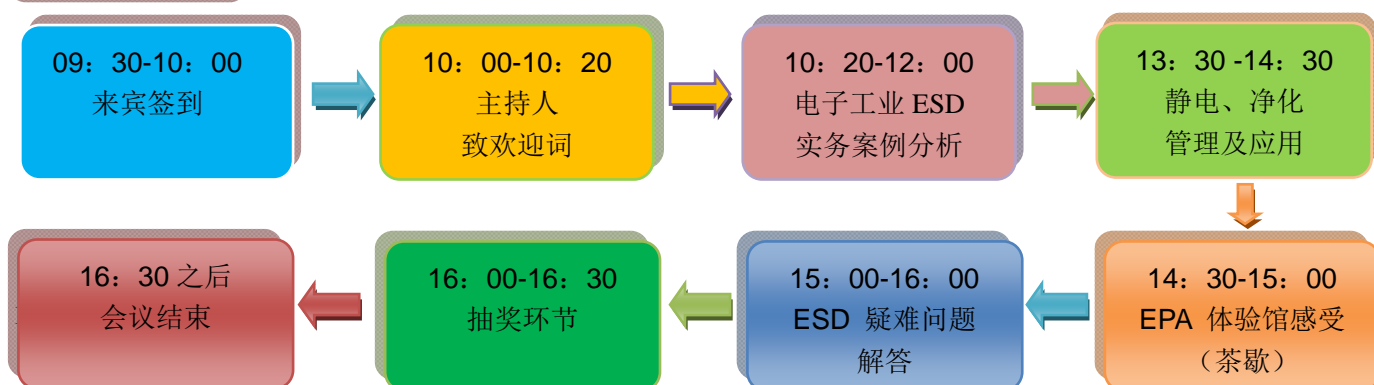 09：30-10：00
来宾签到
10：00-10：20
主持人
致欢迎词
10：20-12：00
电子工业 ESD
实务案例分析
13：30 -14：30
静电、净化
管理及应用
14：30-15：00
EPA 体验馆感受
（茶歇）
15：00-16：00
ESD 疑难问题
解答
16：00-16：30
抽奖环节
16：30 之后
会议结束